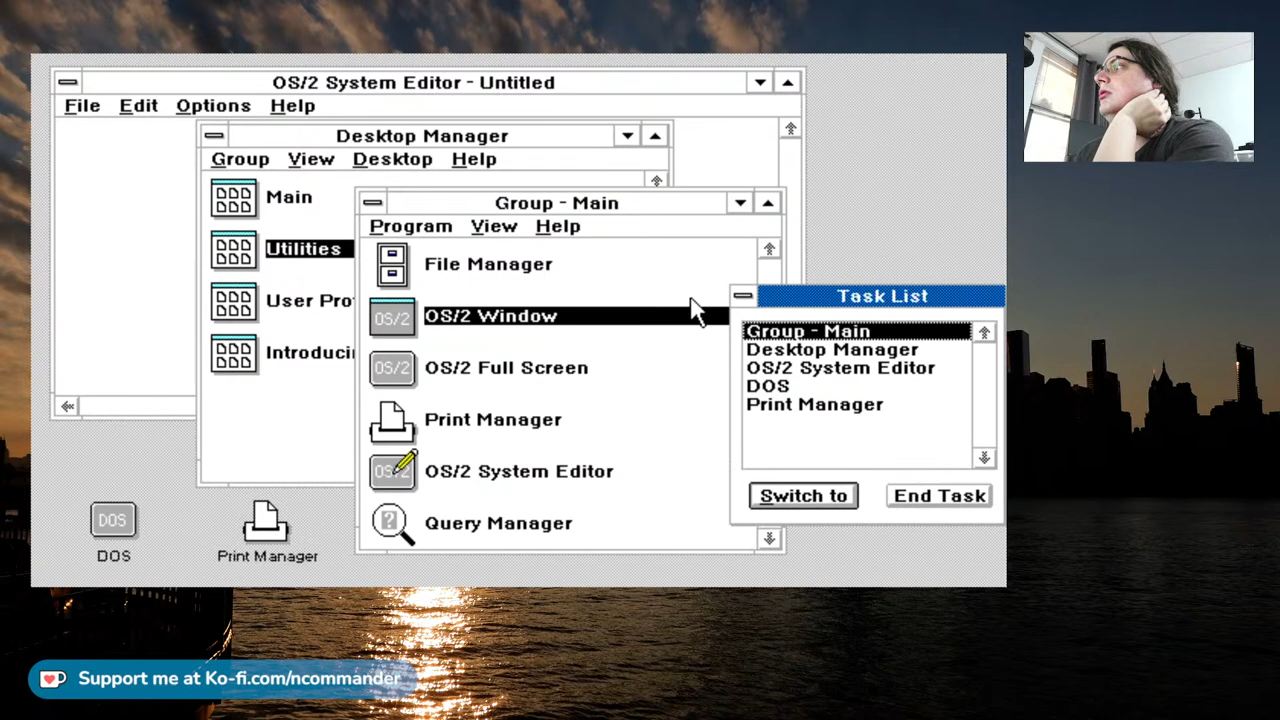 OS/2 System Editor - Untitled
File Edit Options Help
Desktop Manager
Group View Desktop Help
Main
Utilities
User Pro
Introduci
Group - Main
Program View Help
File Manager
OS/2 OS/2 Window
OS/2 OS/2 Full Screen
Print Manager
OS/2 OS/2 System Editor
? Query Manager
Task List
Group - Main
Desktop Manager
OS/2 System Editor
DOS
Print Manager
Switch to End Task
DOS
DOS
Print Manager
Support me at Ko-fi.com/ncommander